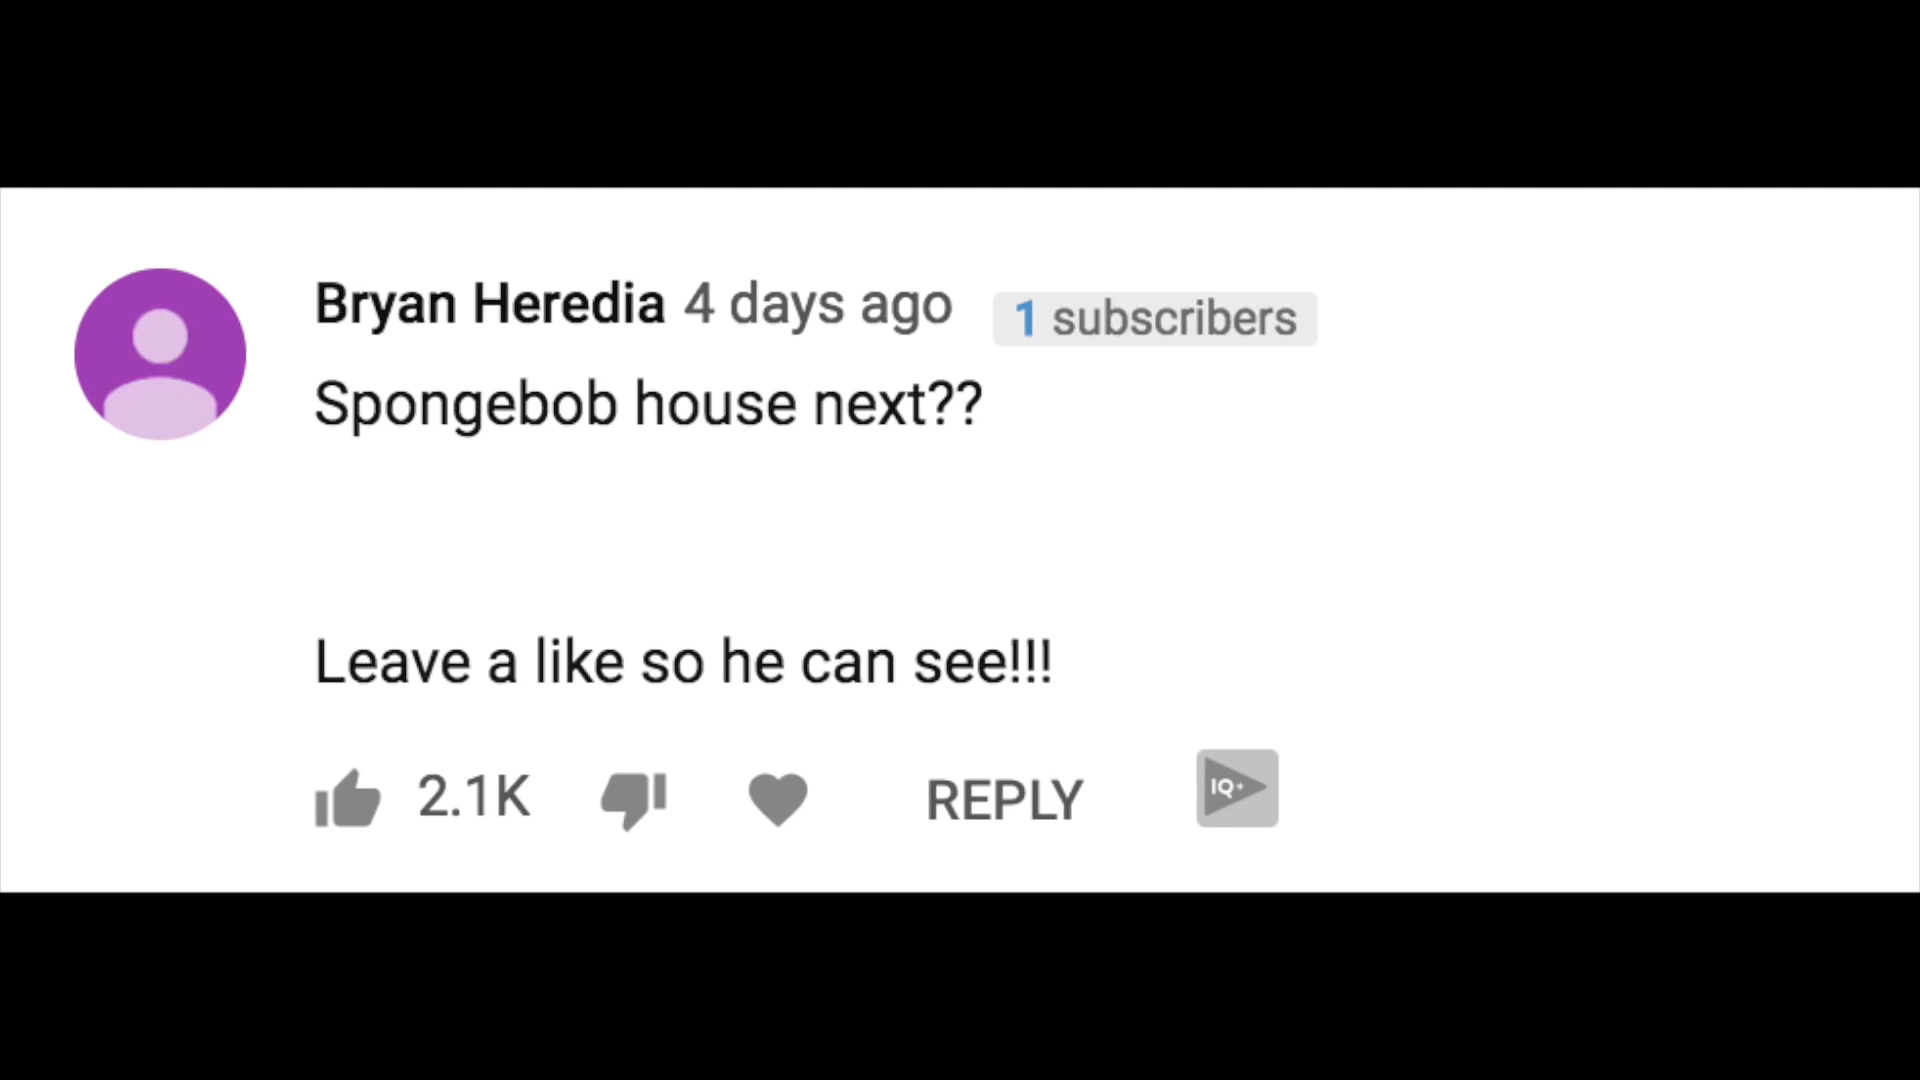 Bryan Heredia 4 days ago 1 subscribers
Spongebob house next??
Leave a like so he can see!!!
2.1K REPLY IQ+